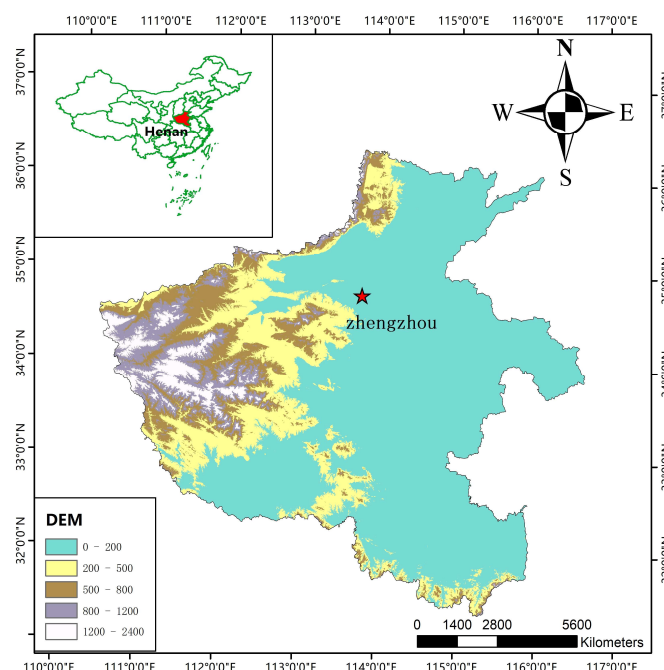 110°0'0"E 111°0'0"E 112°0'0"E 113°0'0"E 114°0'0"E 115°0'0"E 116°0'0"E 117°0'0"E
37°0'0"N
36°0'0"N
35°0'0"N
34°0'0"N
33°0'0"N
32°0'0"N
Henan
N
W E
S
zhengzhou
DEM
0 - 200
200 - 500
500 - 800
800 - 1200
1200 - 2400
0 1400 2800 5600
Kilometers
110°0'0"E 111°0'0"E 112°0'0"E 113°0'0"E 114°0'0"E 115°0'0"E 116°0'0"E 117°0'0"E